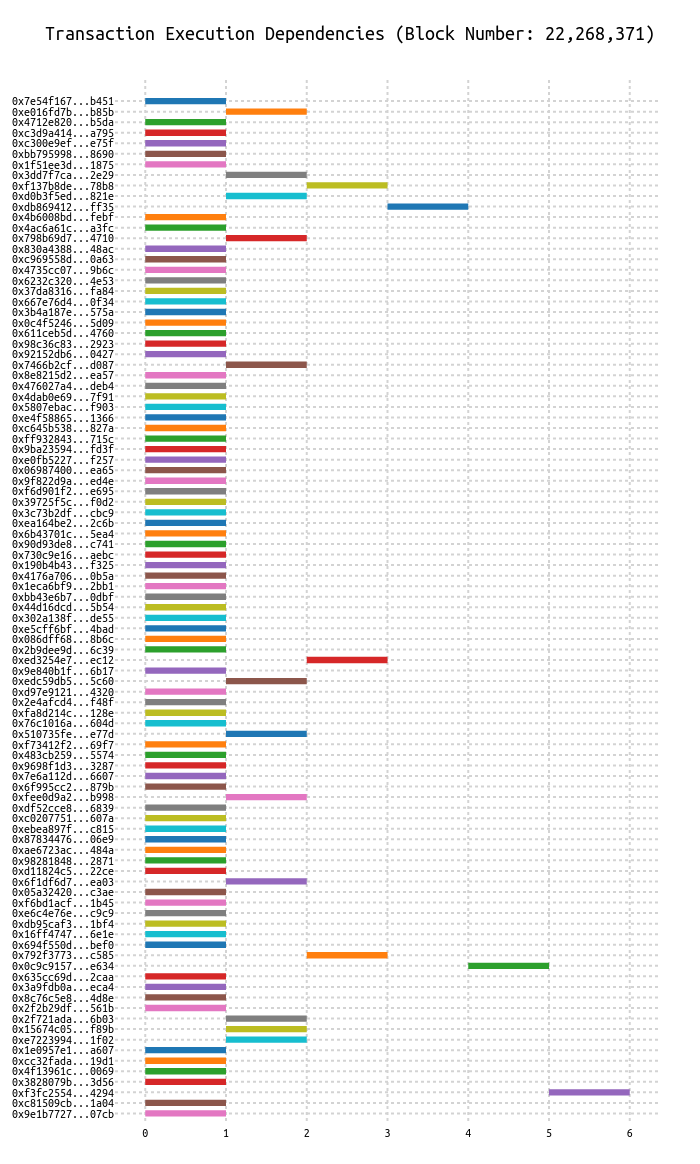 Transaction Execution Dependencies (Block Number: 22,268,371)
0x7e54f167...b451
0xe016fd7b...b85b
0x4712e820...b5da
0xc3d9a414...a795
0xc300e9ef...e75f
0xbb795998...8690
0x1f51ee3d...1875
0x3dd7f7ca...2e29
0xf137b8de...78b8
0xd0b3f5ed...821e
0xdb869412...ff35
0x4b6008bd...febf
0x4ac6a61c...a3fc
0x798b69d7...4710
0x830a4388...48ac
0xc969558d...0a63
0x4735cc07...9b6c
0x6232c320...4e53
0x37da8316...fa84
0x667e76d4...0f34
0x3b4a187e...575a
0x0c4f5246...5d09
0x611ceb5d...4760
0x98c36c83...2923
0x92152db6...0427
0x7466b2cf...d087
0x8e8215d2...ea57
0x476027a4...deb4
0x4dab0e69...7f91
0x5807ebac...f903
0xe4f58865...1366
0xc645b538...827a
0xff932843...715c
0x9ba23594...fd3f
0xe0fb5227...f257
0x06987400...ea65
0x9f822d9a...ed4e
0xf6d901f2...e695
0x39725f5c...f0d2
0x3c73b2df...cbc9
0xea164be2...2c6b
0x6b43701c...5ea4
0x90d93de8...c741
0x730c9e16...aebc
0x190b4b43...f325
0x4176a706...0b5a
0x1eca6bf9...2bb1
0xbb43e6b7...0dbf
0x44d16dcd...5b54
0x302a138f...de55
0xe5cff6bf...4bad
0x086dff68...8b6c
0x2b9dee9d...6c39
0xed3254e7...ec12
0x9e840b1f...6b17
0xedc59db5...5c60
0xd97e9121...4320
0x2e4afcd4...f48f
0xfa8d214c...128e
0x76c1016a...604d
0x510735fe...e77d
0xf73412f2...69f7
0x483cb259...5574
0x9698f1d3...3287
0x7e6a112d...6607
0x6f995cc2...879b
0xfee0d9a2...b998
0xdf52cce8...6839
0xc0207751...607a
0xebea897f...c815
0x87834476...06e9
0xae6723ac...484a
0x98281848...2871
0xd11824c5...22ce
0x6f1df6d7...ea03
0x05a32420...c3ae
0xf6bd1acf...1b45
0xe6c4e76e...c9c9
0xdb95caf3...1bf4
0x16ff4747...6e1e
0x694f550d...bef0
0x792f3773...c585
0x0c9c9157...e634
0x635cc69d...2caa
0x3a9fdb0a...eca4
0x8c76c5e8...4d8e
0x2f2b29df...561b
0x2f721ada...6b03
0x15674c05...f89b
0xe7223994...1f02
0x1e0957e1...a607
0xcc32fada...19d1
0x4f13961c...0069
0x3828079b...3d56
0xf3fc2554...4294
0xc81509cb...1a04
0x9e1b7727...07cb
0 1 2 3 4 5 6